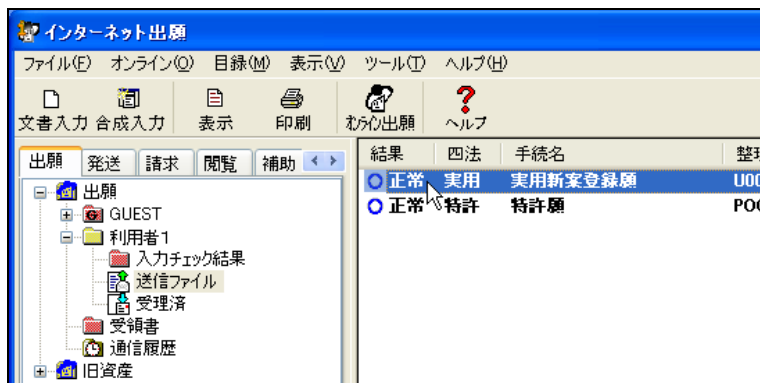 インターネット出願
ファイル(F) オンライン(O) 目録(M) 表示(V) ツール(T) ヘルプ(H)
文書入力 合成入力 表示 印刷 オンライン出願 ヘルプ
出願 発送 請求 閲覧 補助
結果 四法 手続名
正常 実用 実用新案登録願 U00
正常 特許 特許願
出願
GUEST
利用者1
入力チェック結果
送信ファイル
受理済
受領書
通信履歴
旧資産